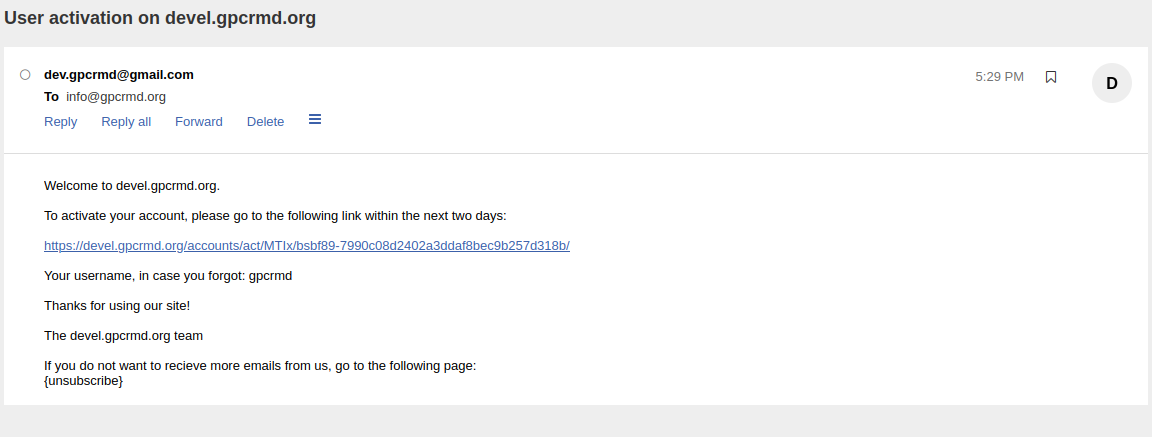 User activation on devel.gpcrmd.org
dev.gpcrmd@gmail.com
5:29 PM
D
To info@gpcrmd.org
Reply Reply all Forward Delete
Welcome to devel.gpcrmd.org.
To activate your account, please go to the following link within the next two days:
https://devel.gpcrmd.org/accounts/act/MTIx/bsbf89-7990c08d2402a3ddaf8bec9b257d318b/
Your username, in case you forgot: gpcrmd
Thanks for using our site!
The devel.gpcrmd.org team
If you do not want to recieve more emails from us, go to the following page:
{unsubscribe}